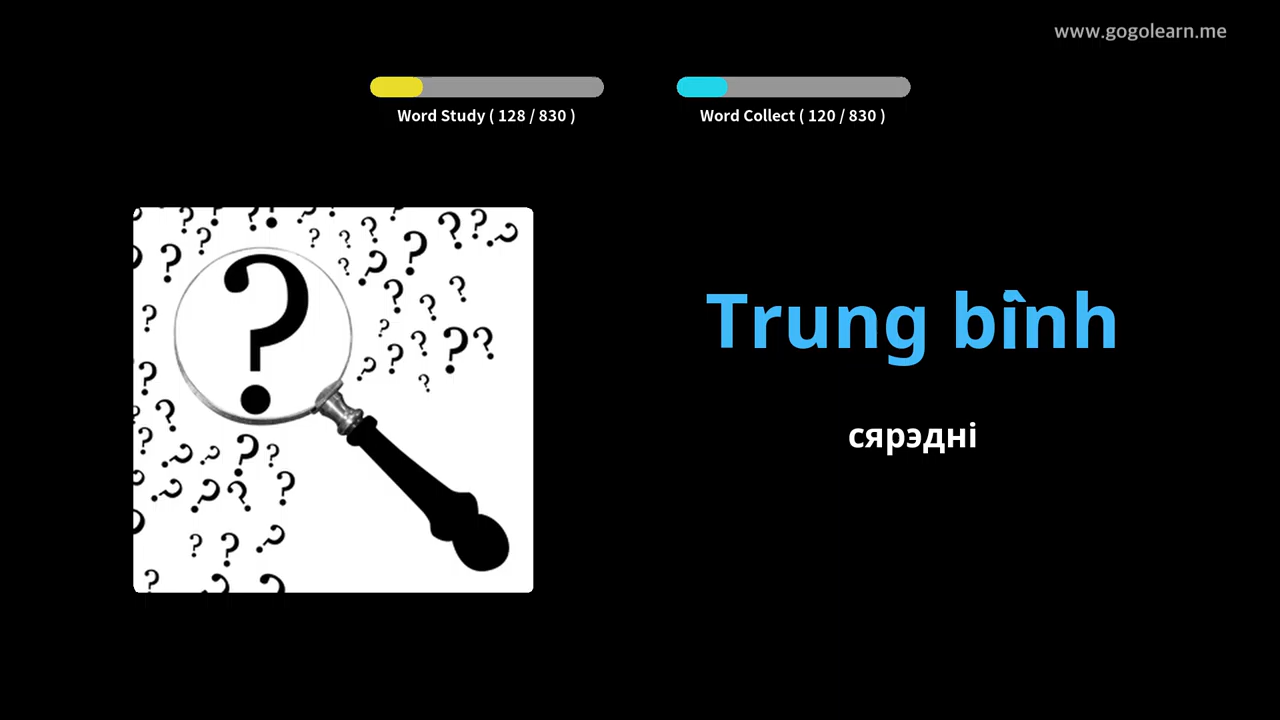 www.gogolearn.me
Word Study ( 128 / 830 )
Word Collect ( 120 / 830 )
Trung bình
сярэдні